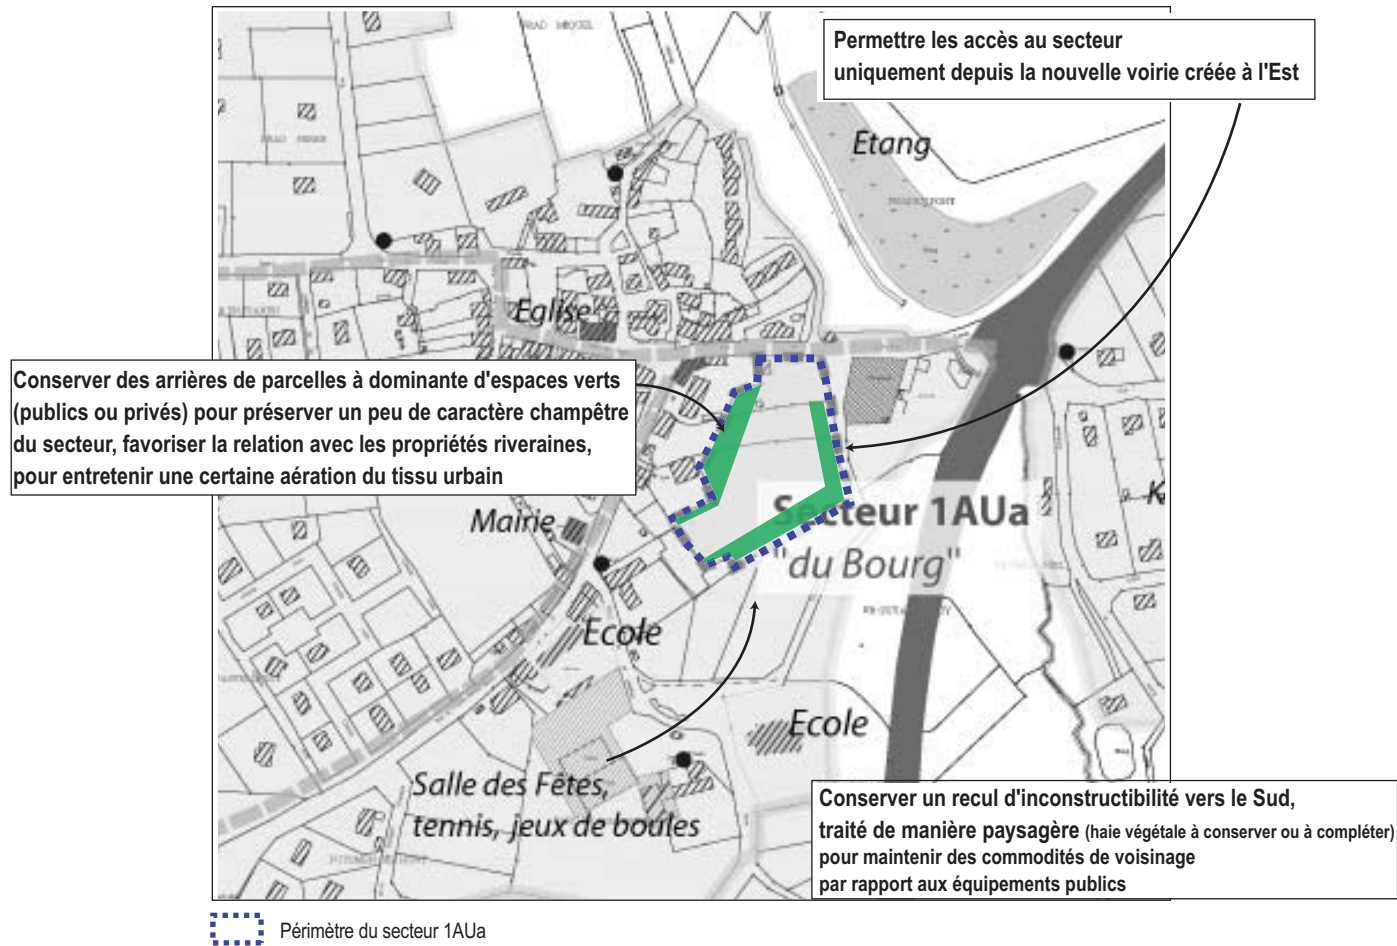 Permettre les accès au secteur
uniquement depuis la nouvelle voirie créée à l'Est
PRAD MIQUEL
Etang
Eglise
Conserver des arrières de parcelles à dominante d'espaces verts
(publics ou privés) pour préserver un peu de caractère champêtre
du secteur, favoriser la relation avec les propriétés riveraines,
pour entretenir une certaine aération du tissu urbain
Secteur 1AUa
"du Bourg"
Mairie
Ecole
Ecole
Salle des Fêtes,
tennis, jeux de boules
Conserver un recul d'inconstructibilité vers le Sud,
traité de manière paysagère (haie végétale à conserver ou à compléter)
pour maintenir des commodités de voisinage
par rapport aux équipements publics
Périmètre du secteur 1AUa